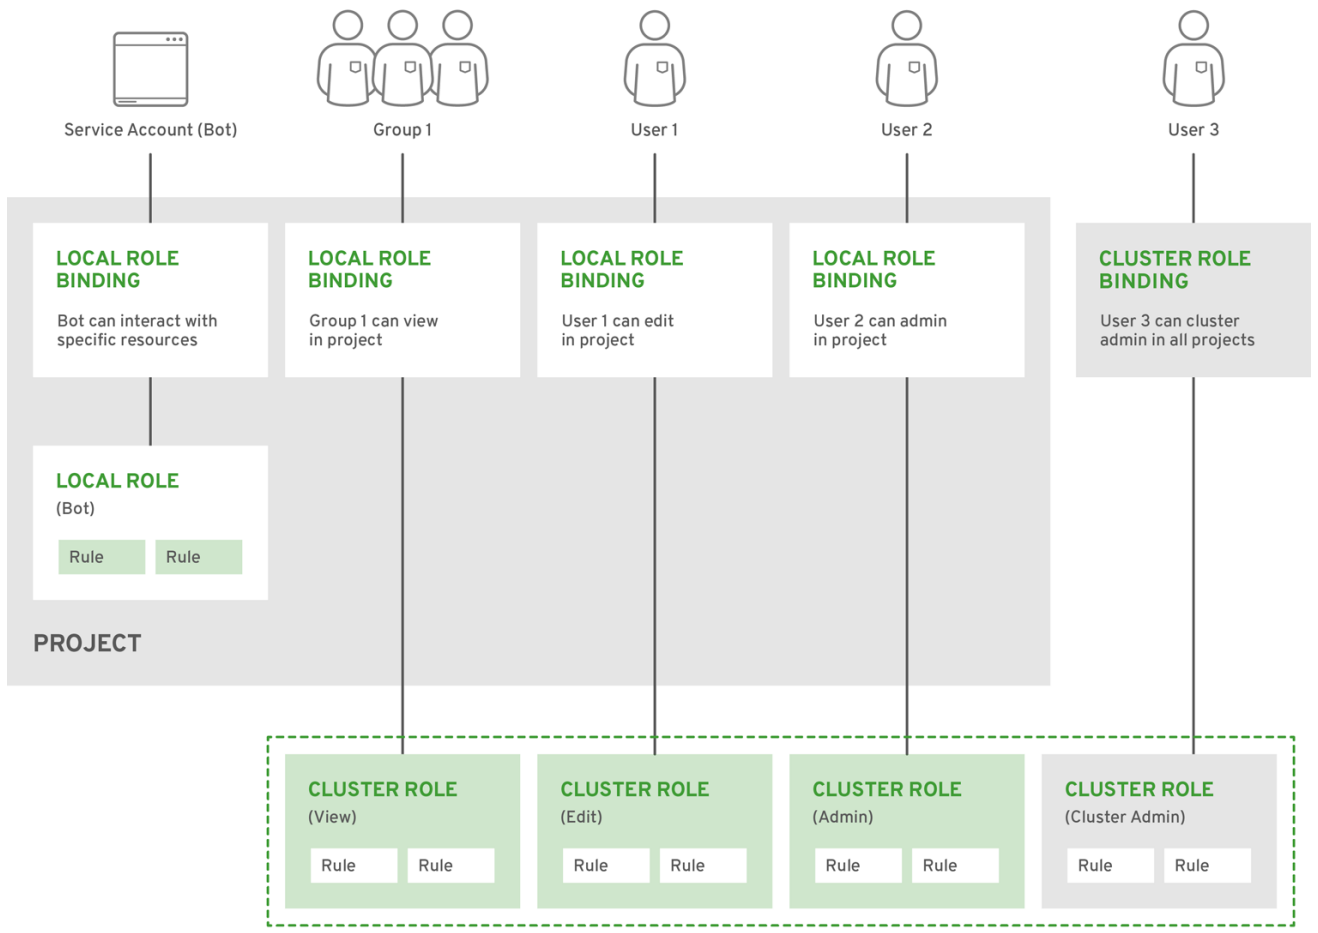 Service Account (Bot)
Group 1
User 1
User 2
User 3
LOCAL ROLE
BINDING
Bot can interact with
specific resources
LOCAL ROLE
BINDING
Group 1 can view
in project
LOCAL ROLE
BINDING
User 1 can edit
in project
LOCAL ROLE
BINDING
User 2 can admin
in project
CLUSTER ROLE
BINDING
User 3 can cluster
admin in all projects
LOCAL ROLE
(Bot)
Rule
Rule
PROJECT
CLUSTER ROLE
(View)
Rule
Rule
CLUSTER ROLE
(Edit)
Rule
Rule
CLUSTER ROLE
(Admin)
Rule
Rule
CLUSTER ROLE
(Cluster Admin)
Rule
Rule